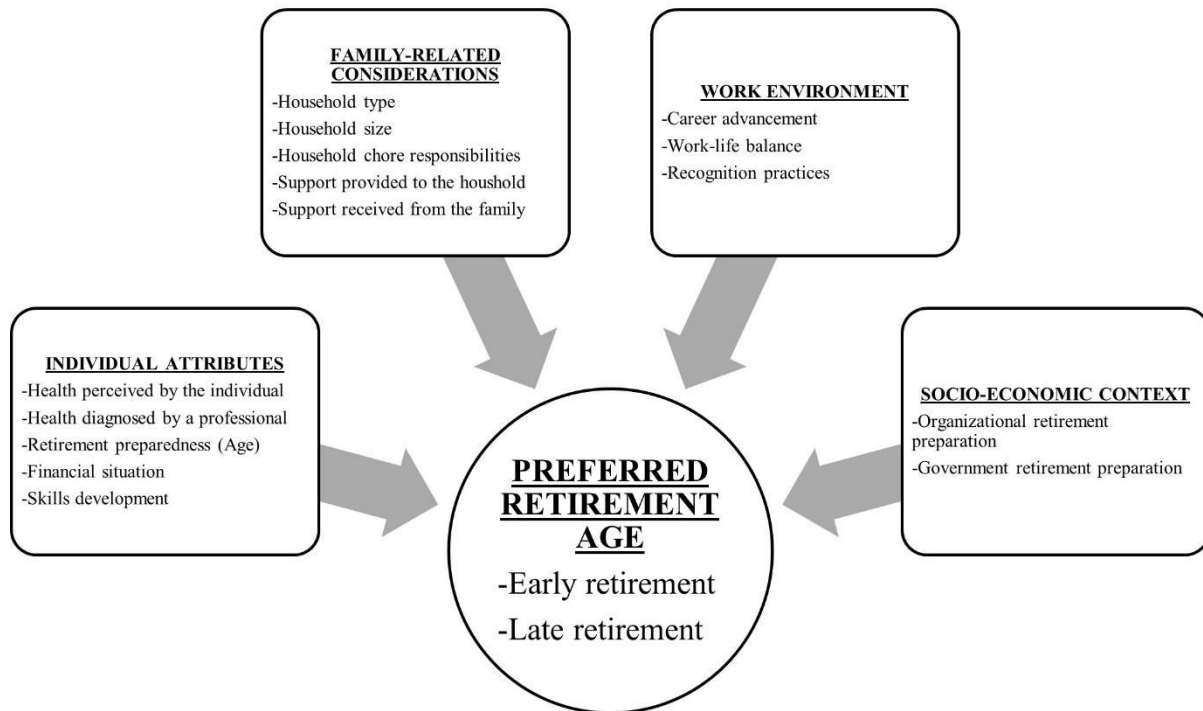 FAMILY-RELATED
CONSIDERATIONS
-Household type
-Household size
-Household chore responsibilities
-Support provided to the houshold
-Support received from the family
WORK ENVIRONMENT
-Career advancement
-Work-life balance
-Recognition practices
INDIVIDUAL ATTRIBUTES
-Health perceived by the individual
-Health diagnosed by a professional
-Retirement preparedness (Age)
-Financial situation
-Skills development
SOCIO-ECONOMIC CONTEXT
-Organizational retirement
preparation
-Government retirement preparation
PREFERRED
RETIREMENT
AGE
-Early retirement
-Late retirement